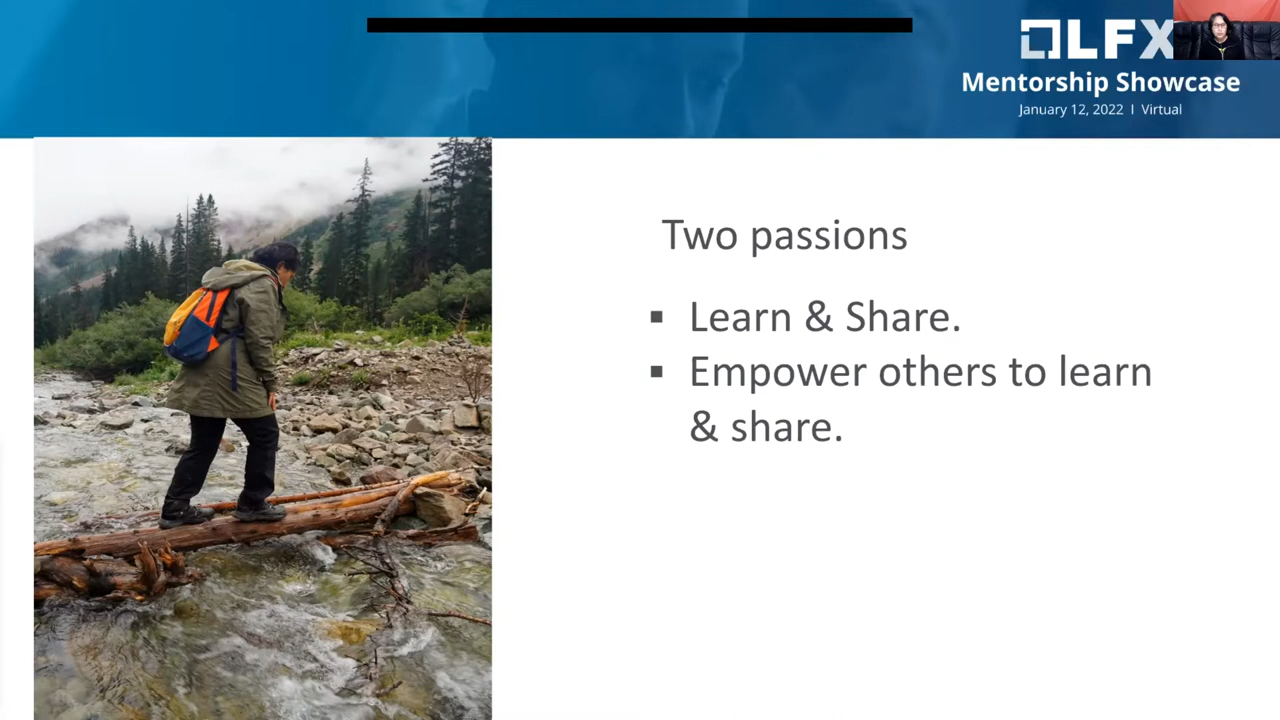 LFX
Mentorship Showcase
January 12, 2022 | Virtual
Two passions
▪ Learn & Share.
▪ Empower others to learn
& share.